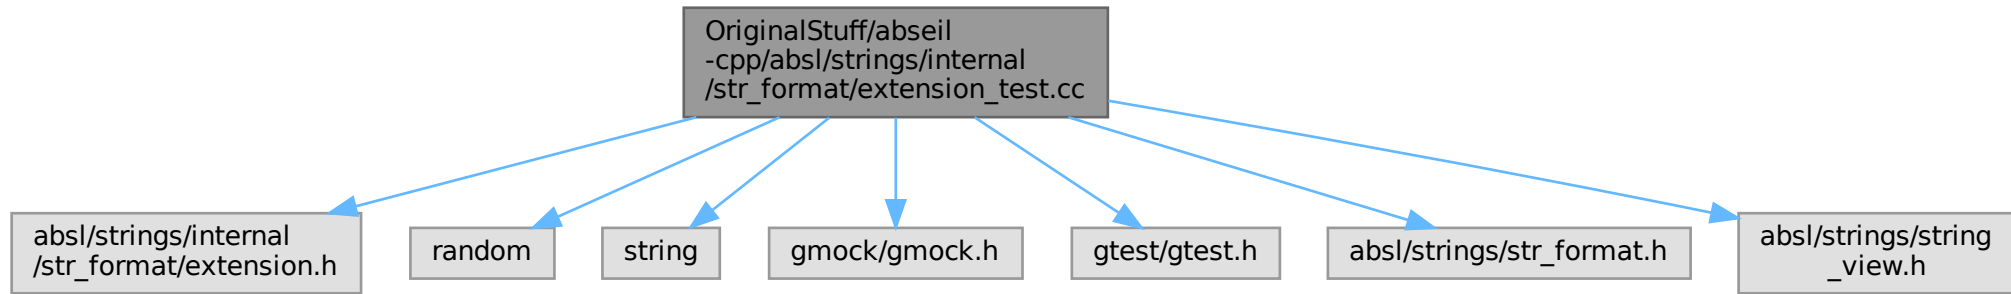 OriginalStuff/abseil
-cpp/absl/strings/internal
/str_format/extension_test.cc
absl/strings/internal
/str_format/extension.h
random
string
gmock/gmock.h
gtest/gtest.h
absl/strings/str_format.h
absl/strings/string
_view.h